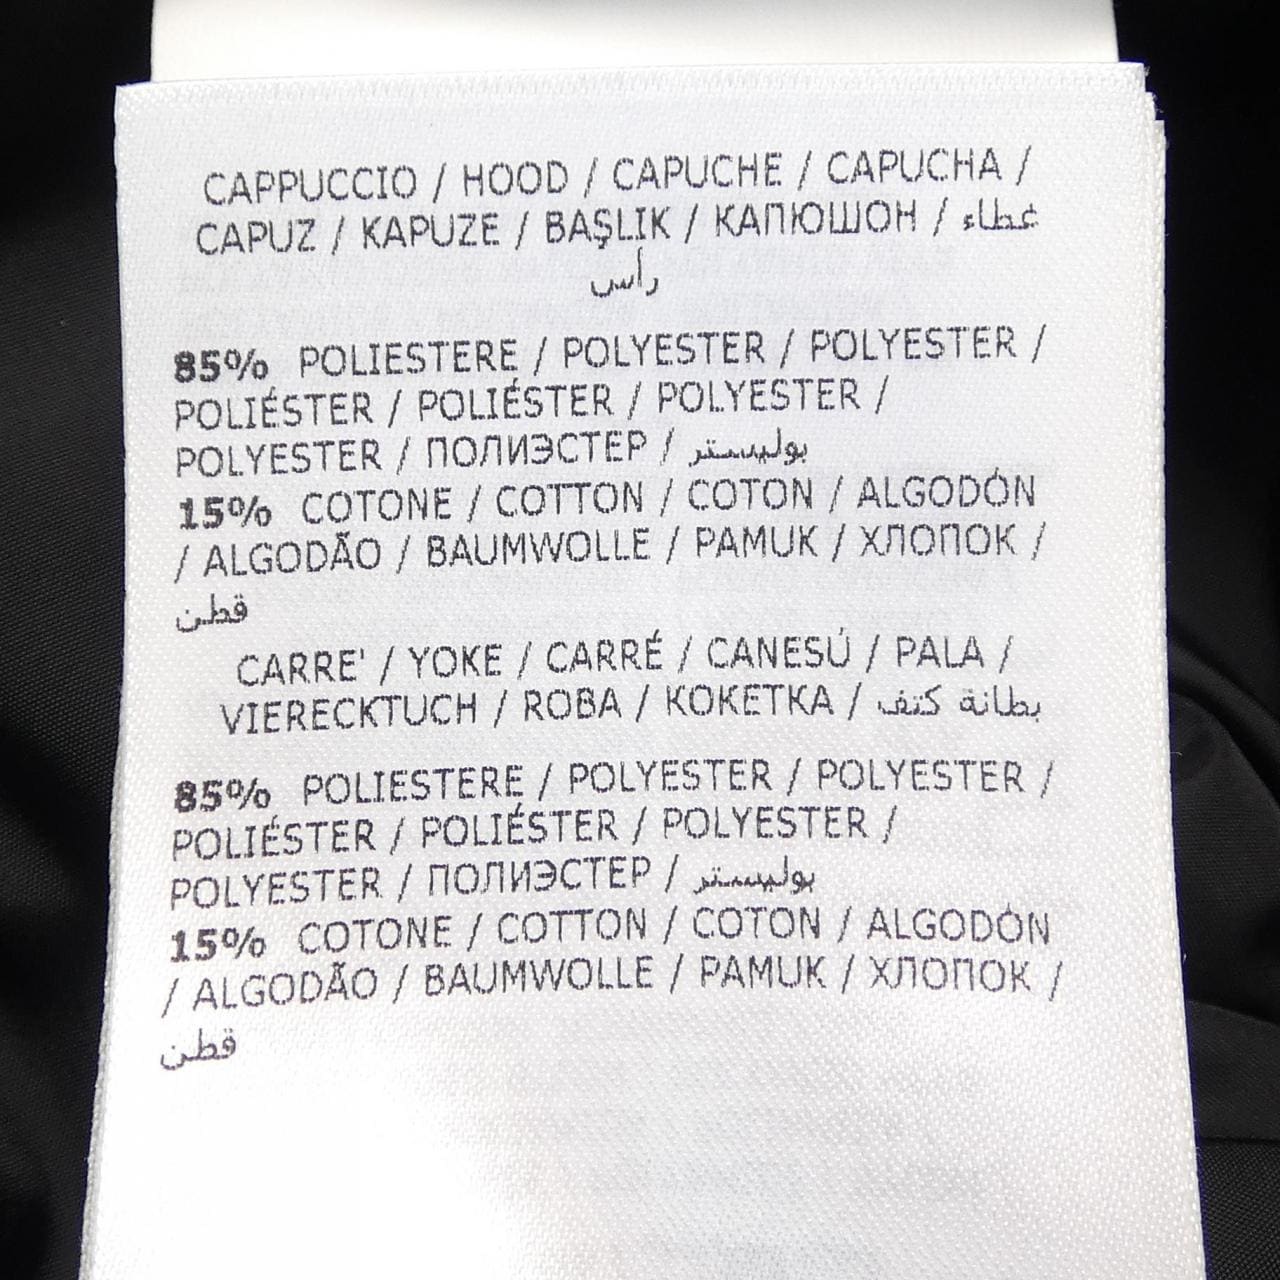 CAPPUCCIO / HOOD / CAPUCHE / CAPUCHA /
CAPUZ / KAPUZE / BAŞLIK / КАПЮШОН / غطاء
رأس
85% POLIESTERE / POLYESTER / POLYESTER /
POLIÉSTER / POLIÉSTER / POLYESTER /
POLYESTER / ПОЛИЭСТЕР / بوليستر
15% COTONE / COTTON / COTON / ALGODÓN
/ ALGODÃO / BAUMWOLLE / PAMUK / ХЛОПОК /
قطن
CARRE' / YOKE / CARRÉ / CANESÚ / PALA /
VIERECKTUCH / ROBA / КОКЕТКА / بطانة كتف
85% POLIESTERE / POLYESTER / POLYESTER /
POLIÉSTER / POLIÉSTER / POLYESTER /
POLYESTER / ПОЛИЭСТЕР / بوليستر
15% COTONE / COTTON / COTON / ALGODÓN
/ ALGODÃO / BAUMWOLLE / PAMUK / ХЛОПОК /
قطن